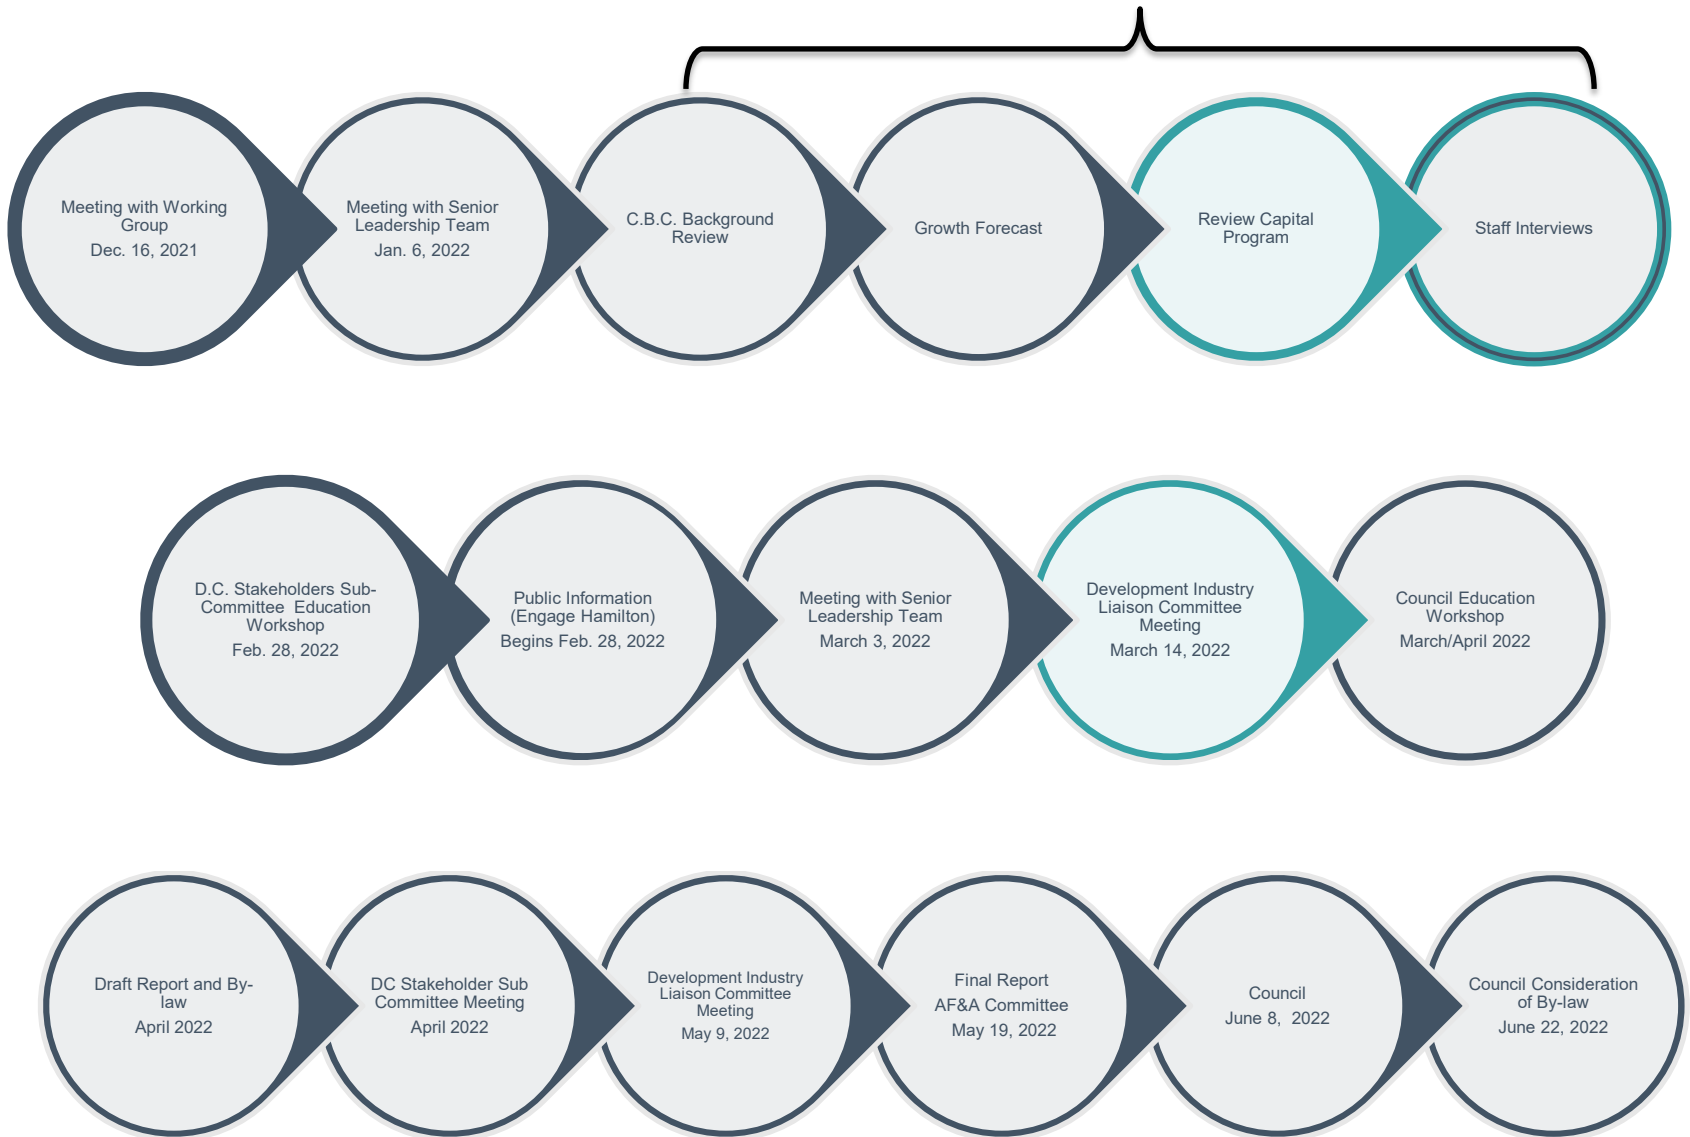 Meeting with Working
Group
Dec. 16, 2021
Meeting with Senior
Leadership Team
Jan. 6, 2022
C.B.C. Background
Review
Growth Forecast
Review Capital
Program
Staff Interviews
D.C. Stakeholders Sub-
Committee Education
Workshop
Feb. 28, 2022
Public Information
(Engage Hamilton)
Begins Feb. 28, 2022
Meeting with Senior
Leadership Team
March 3, 2022
Development Industry
Liaison Committee
Meeting
March 14, 2022
Council Education
Workshop
March/April 2022
Draft Report and By-
law
April 2022
DC Stakeholder Sub
Committee Meeting
April 2022
Development Industry
Liaison Committee
Meeting
May 9, 2022
Final Report
AF&A Committee
May 19, 2022
Council
June 8, 2022
Council Consideration
of By-law
June 22, 2022